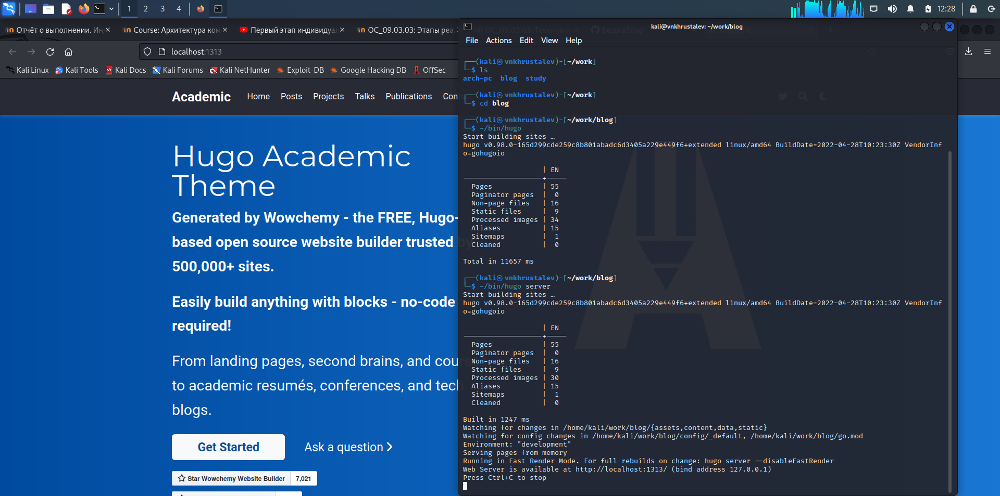 1 2 3 4
12:28
Отчёт о выполнении. Ин
Course: Архитектура ком
Первый этап индивидуал
ОС_09.03.03: Этапы реа
ОС_09.03.03: Техничес
bezura/blog
localhost:1313
Kali Linux Kali Tools Kali Docs Kali Forums Kali NetHunter Exploit-DB Google Hacking DB OffSec
Academic Home Posts Projects Talks Publications Con
Hugo Academic
Theme
Generated by Wowchemy - the FREE, Hugo-
based open source website builder trusted by
500,000+ sites.
Easily build anything with blocks - no-code
required!
From landing pages, second brains, and courses
to academic resumés, conferences, and tech
blogs.
Get Started Ask a question
Star Wowchemy Website Builder 7,021
kali@vnkhrustalev: ~/work/blog
File Actions Edit View Help
┌──(kali㉿vnkhrustalev)-[~/work]
└─$ ls
arch-pc blog study
┌──(kali㉿vnkhrustalev)-[~/work]
└─$ cd blog
┌──(kali㉿vnkhrustalev)-[~/work/blog]
└─$ ~/bin/hugo
Start building sites …
hugo v0.98.0-165d299cde259c8b801abadc6d3405a229e449f6+extended linux/amd64 BuildDate=2022-04-28T10:23:30Z VendorInf
o=gohugoio
| EN
-------------------+-----
Pages | 55
Paginator pages | 0
Non-page files | 16
Static files | 9
Processed images | 34
Aliases | 15
Sitemaps | 1
Cleaned | 0
Total in 11657 ms
┌──(kali㉿vnkhrustalev)-[~/work/blog]
└─$ ~/bin/hugo server
Start building sites …
hugo v0.98.0-165d299cde259c8b801abadc6d3405a229e449f6+extended linux/amd64 BuildDate=2022-04-28T10:23:30Z VendorInf
o=gohugoio
| EN
-------------------+-----
Pages | 55
Paginator pages | 0
Non-page files | 16
Static files | 9
Processed images | 30
Aliases | 15
Sitemaps | 1
Cleaned | 0
Built in 1247 ms
Watching for changes in /home/kali/work/blog/{assets,content,data,static}
Watching for config changes in /home/kali/work/blog/config/_default, /home/kali/work/blog/go.mod
Environment: "development"
Serving pages from memory
Running in Fast Render Mode. For full rebuilds on change: hugo server --disableFastRender
Web Server is available at http://localhost:1313/ (bind address 127.0.0.1)
Press Ctrl+C to stop